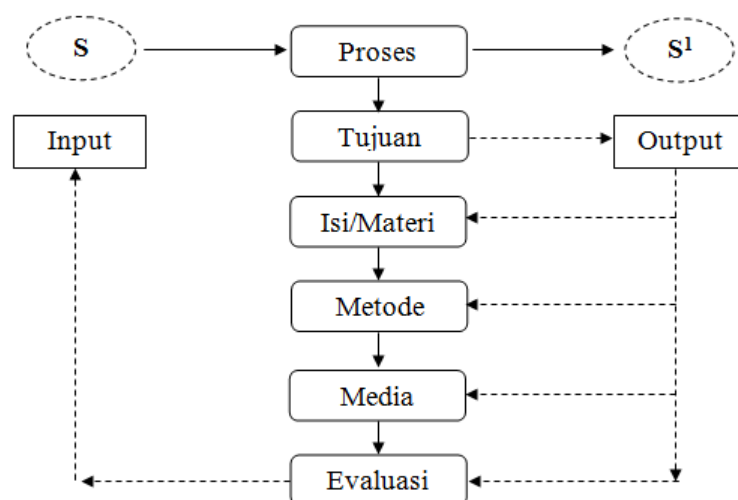 S
Proses
S¹
Input
Tujuan
Output
Isi/Materi
Metode
Media
Evaluasi